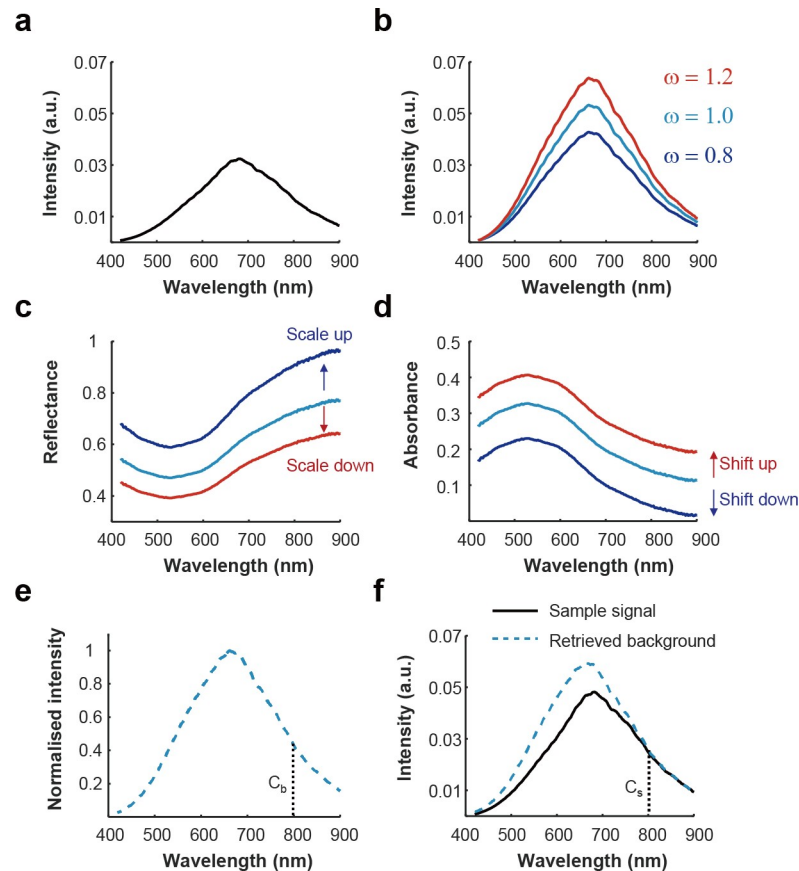 a
Intensity (a.u.)
0.07
0.05
0.03
0.01
400 500 600 700 800 900
Wavelength (nm)
b
Intensity (a.u.)
0.07
0.05
0.03
0.01
ω = 1.2
ω = 1.0
ω = 0.8
400 500 600 700 800 900
Wavelength (nm)
c
Reflectance
1
0.8
0.6
0.4
Scale up
Scale down
400 500 600 700 800 900
Wavelength (nm)
d
Absorbance
0.5
0.4
0.3
0.2
0.1
Shift up
Shift down
400 500 600 700 800 900
Wavelength (nm)
e
Normalised intensity
1
0.8
0.6
0.4
0.2
Cb
400 500 600 700 800 900
Wavelength (nm)
f
Sample signal
Retrieved background
Intensity (a.u.)
0.07
0.05
0.03
0.01
Cs
400 500 600 700 800 900
Wavelength (nm)